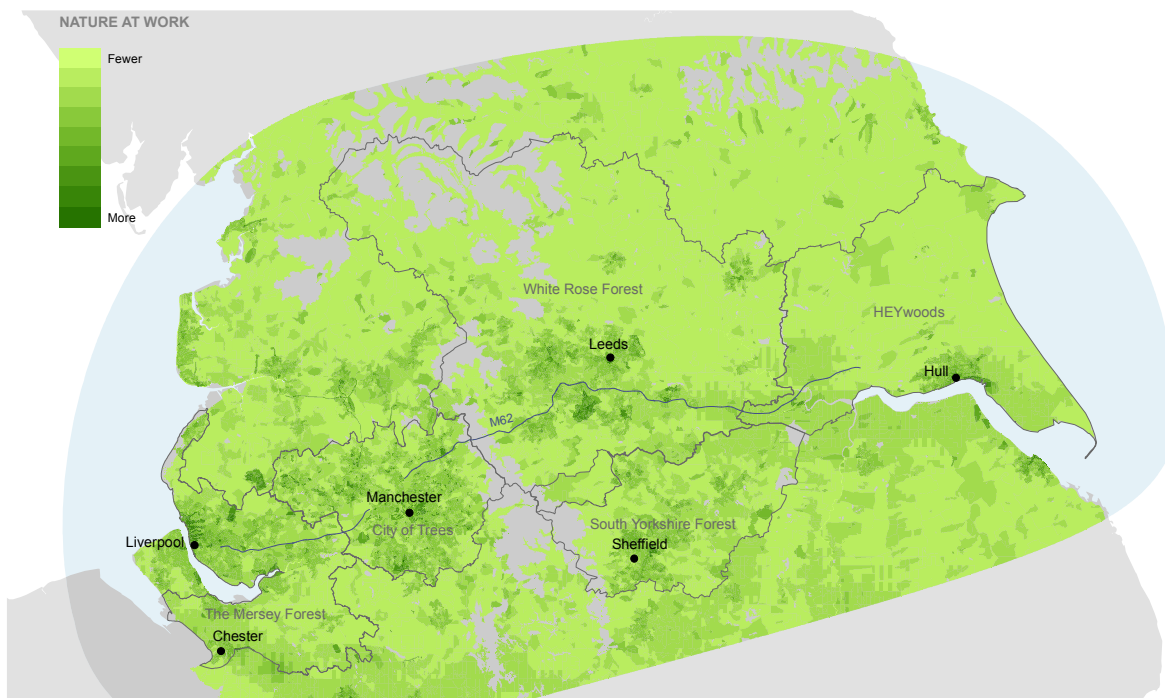 NATURE AT WORK
Fewer
More
White Rose Forest
HEYwoods
Leeds
Hull
M62
Manchester
City of Trees
South Yorkshire Forest
Liverpool
Sheffield
The Mersey Forest
Chester